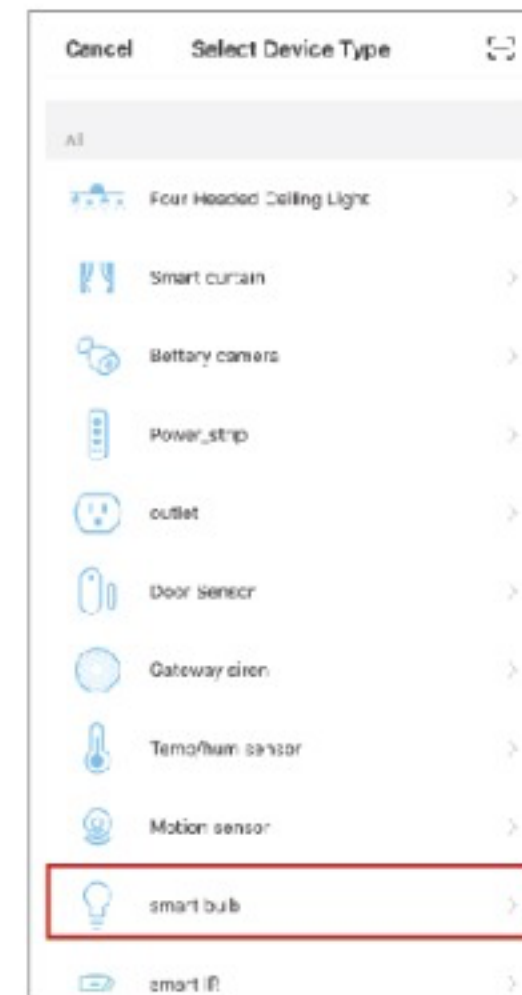 Cancel Select Device Type
All
Four Headed Ceiling Light
Smart curtain
Battery camera
Power_strip
outlet
Door Sensor
Gateway siren
Temp/hum sensor
Motion sensor
smart bulb
smart IR